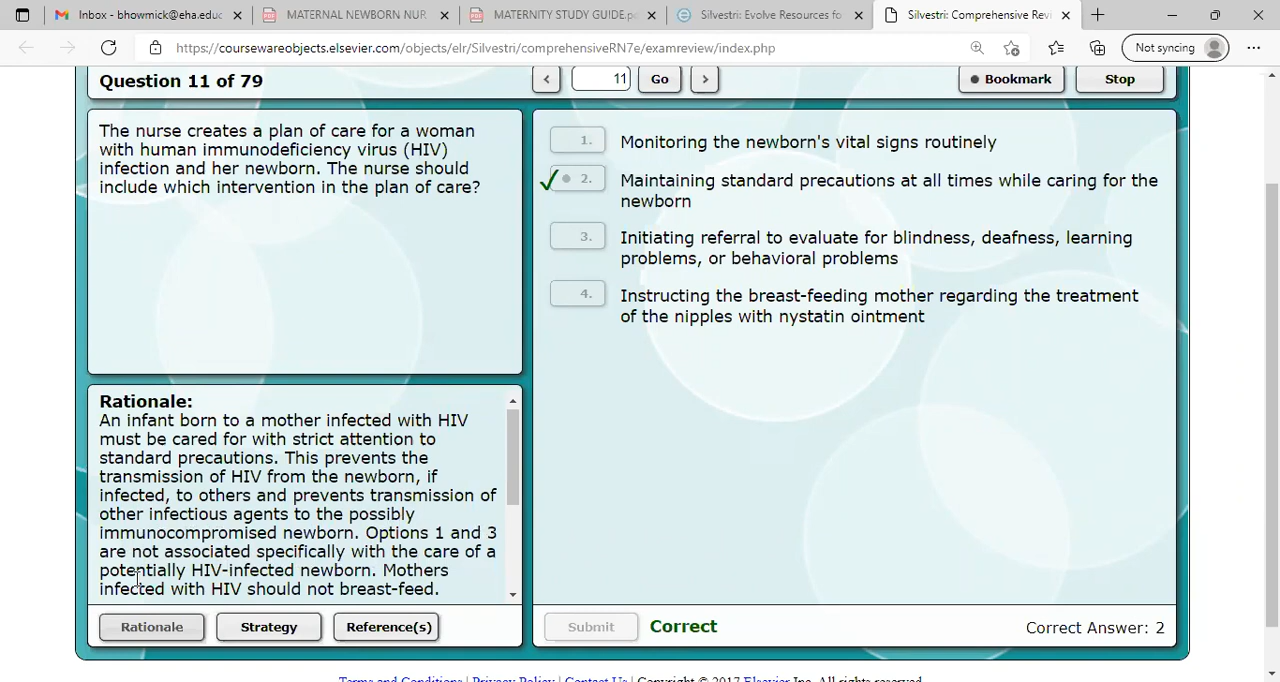 Inbox - bhowmick@eha.educ
MATERNAL NEWBORN NUR
MATERNITY STUDY GUIDE.pd
Silvestri: Evolve Resources fo
Silvestri: Comprehensive Revi
https://coursewareobjects.elsevier.com/objects/elr/Silvestri/comprehensiveRN7e/examreview/index.php
Not syncing
Question 11 of 79
< 11 Go >
Bookmark
Stop
The nurse creates a plan of care for a woman
with human immunodeficiency virus (HIV)
infection and her newborn. The nurse should
include which intervention in the plan of care?
1. Monitoring the newborn's vital signs routinely
2. Maintaining standard precautions at all times while caring for the
newborn
3. Initiating referral to evaluate for blindness, deafness, learning
problems, or behavioral problems
4. Instructing the breast-feeding mother regarding the treatment
of the nipples with nystatin ointment
Rationale:
An infant born to a mother infected with HIV
must be cared for with strict attention to
standard precautions. This prevents the
transmission of HIV from the newborn, if
infected, to others and prevents transmission of
other infectious agents to the possibly
immunocompromised newborn. Options 1 and 3
are not associated specifically with the care of a
potentially HIV-infected newborn. Mothers
infected with HIV should not breast-feed.
Rationale
Strategy
Reference(s)
Submit
Correct
Correct Answer: 2
Terms and Conditions | Privacy Policy | Contact Us | Copyright © 2017 Elsevier Inc. All rights reserved.